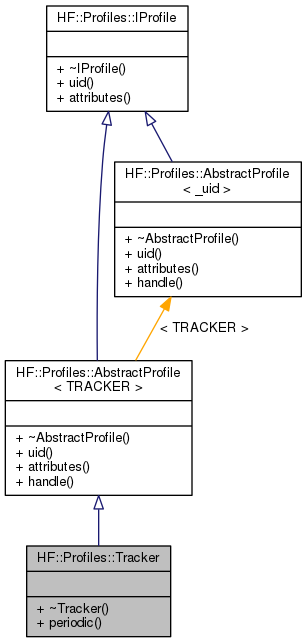 HF::Profiles::IProfile
+ ~IProfile()
+ uid()
+ attributes()
HF::Profiles::AbstractProfile
< _uid >
+ ~AbstractProfile()
+ uid()
+ attributes()
+ handle()
< TRACKER >
HF::Profiles::AbstractProfile
< TRACKER >
+ ~AbstractProfile()
+ uid()
+ attributes()
+ handle()
HF::Profiles::Tracker
+ ~Tracker()
+ periodic()